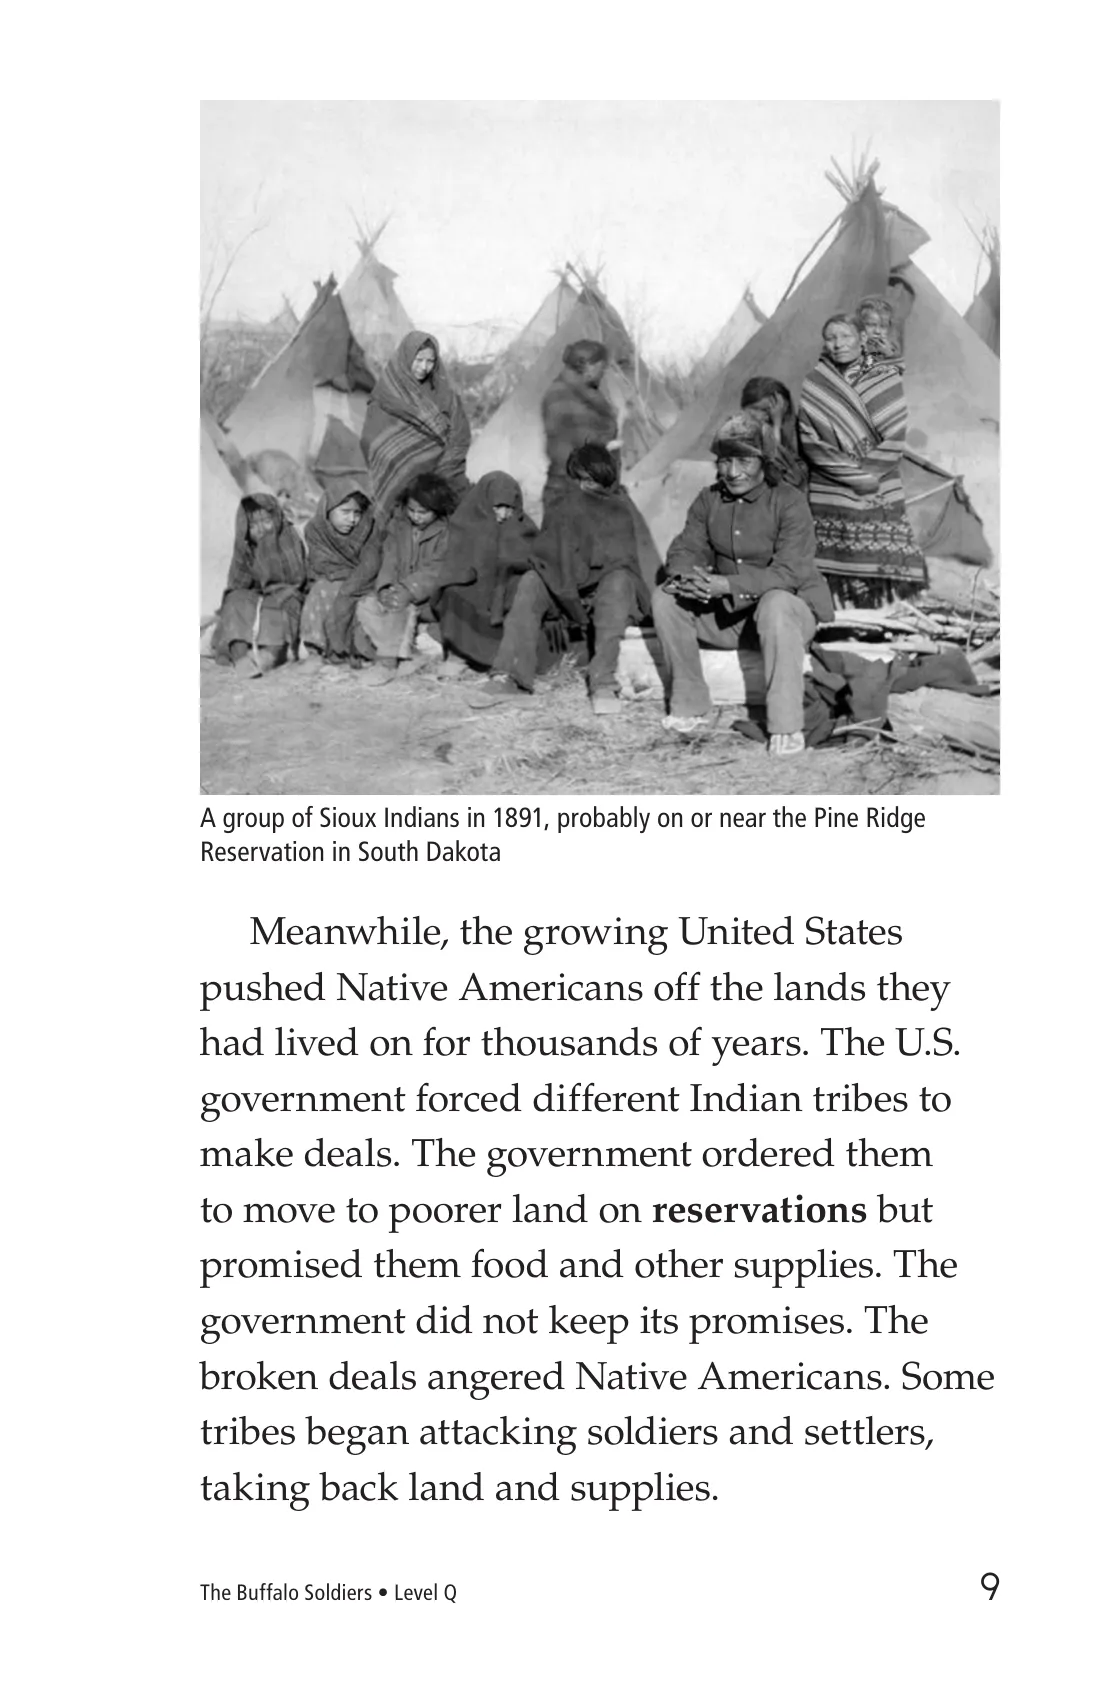 A group of Sioux Indians in 1891, probably on or near the Pine Ridge
Reservation in South Dakota
Meanwhile, the growing United States
pushed Native Americans off the lands they
had lived on for thousands of years. The U.S.
government forced different Indian tribes to
make deals. The government ordered them
to move to poorer land on reservations but
promised them food and other supplies. The
government did not keep its promises. The
broken deals angered Native Americans. Some
tribes began attacking soldiers and settlers,
taking back land and supplies.
The Buffalo Soldiers • Level Q
9